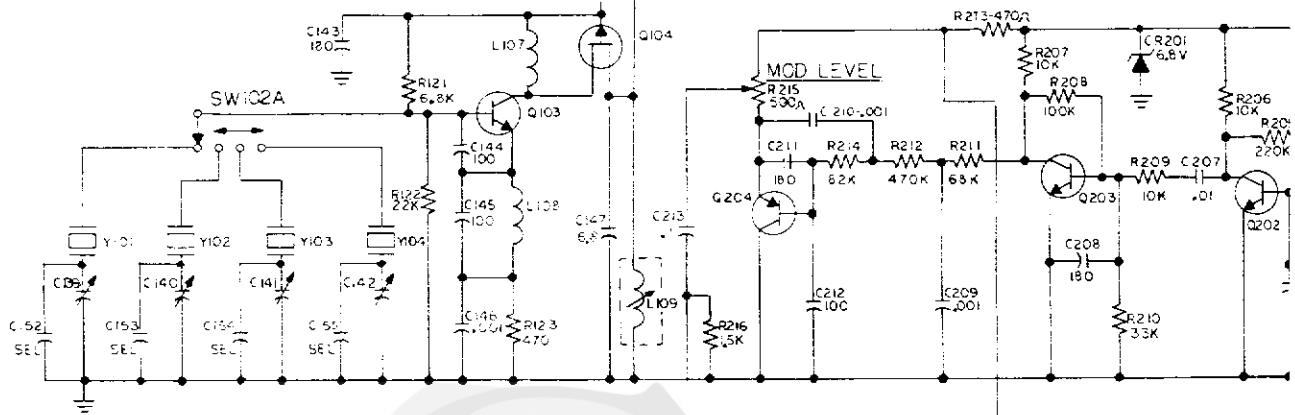 C143
180
L107
Q104
R213-470Ω
CR201
6.8V
R207
10K
MOD LEVEL
R121
6.8K
R215
500Ω
R208
100K
SW102A
Q103
C210-.001
R206
10K
220K
C144
100
C211
180
R214
82K
R212
470K
R211
68K
R209
10K
C207
.01
R122
22K
C145
100
L108
Q204
C147
6.8
C213
.1
Q203
Q202
Y101
Y102
Y103
Y104
C208
180
C140
C141
C142
L109
C212
100
C209
.001
C152
SEL
C153
SEL
C154
SEL
C155
SEL
C146
.001
R123
470
R216
1.5K
R210
33K